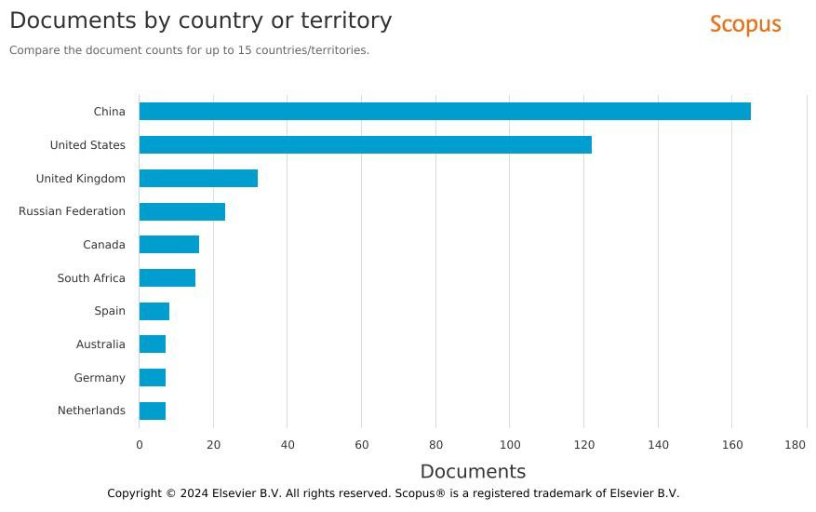 Documents by country or territory
Scopus
Compare the document counts for up to 15 countries/territories.
China
United States
United Kingdom
Russian Federation
Canada
South Africa
Spain
Australia
Germany
Netherlands
0 20 40 60 80 100 120 140 160 180
Documents
Copyright © 2024 Elsevier B.V. All rights reserved. Scopus® is a registered trademark of Elsevier B.V.